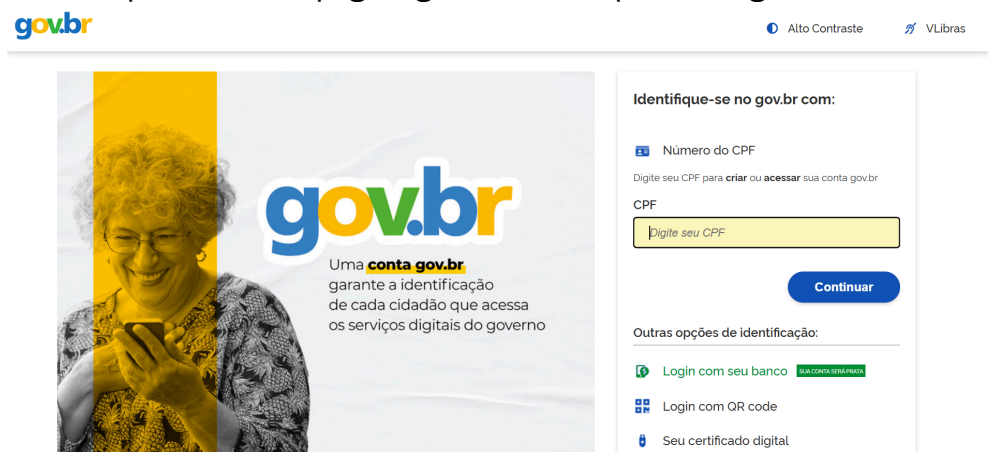 gov.br
Alto Contraste
VLibras
gov.br
Uma conta gov.br
garante a identificação
de cada cidadão que acessa
os serviços digitais do governo
Identifique-se no gov.br com:
Número do CPF
Digite seu CPF para criar ou acessar sua conta gov.br
CPF
Digite seu CPF
Continuar
Outras opções de identificação:
Login com seu banco SUA CONTA SERÁ PRATA
Login com QR code
Seu certificado digital